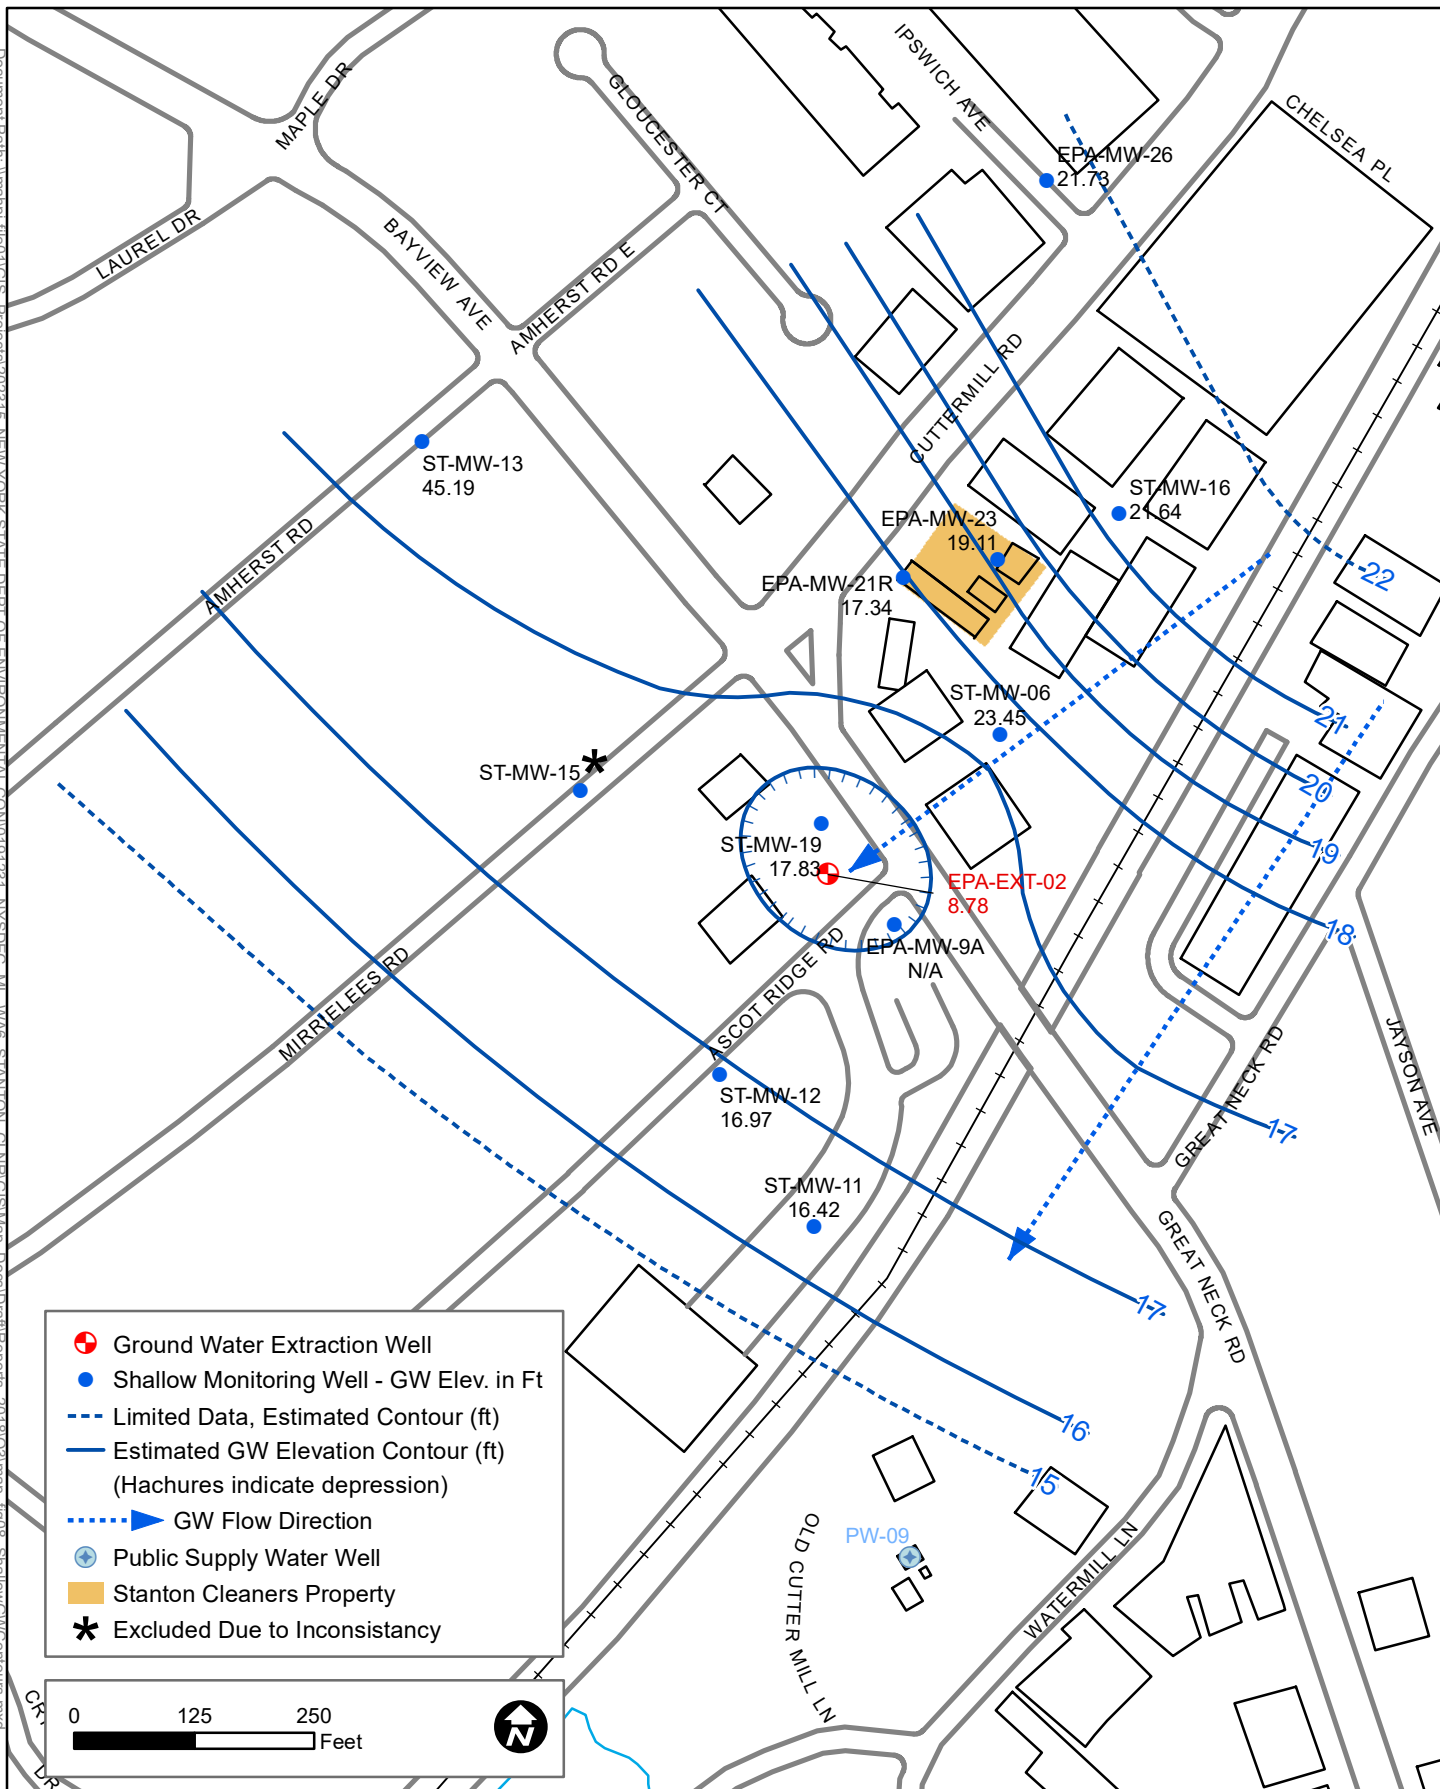 IPSWICH AVE
CHELSEA PL
MAPLE DR
GLOUCESTER CT
EPA-MW-26
21.73
LAUREL DR
BAYVIEW AVE
AMHERST RD E
CUTTERMILL RD
ST-MW-13
45.19
ST-MW-16
21.64
EPA-MW-23
19.11
AMHERST RD
EPA-MW-21R
17.34
22
ST-MW-06
23.45
21
ST-MW-15 *
20
ST-MW-19
17.83
19
EPA-EXT-02
8.78
18
EPA-MW-9A
N/A
ASCOT RIDGE RD
MIRRIELEES RD
JAYSON AVE
GREAT NECK RD
ST-MW-12
16.97
17
ST-MW-11
16.42
GREAT NECK RD
17
16
15
PW-09
OLD CUTTER MILL LN
WATERMILL LN
Ground Water Extraction Well
Shallow Monitoring Well - GW Elev. in Ft
Limited Data, Estimated Contour (ft)
Estimated GW Elevation Contour (ft)
(Hachures indicate depression)
GW Flow Direction
Public Supply Water Well
Stanton Cleaners Property
* Excluded Due to Inconsistancy
0 125 250
Feet
N
DR